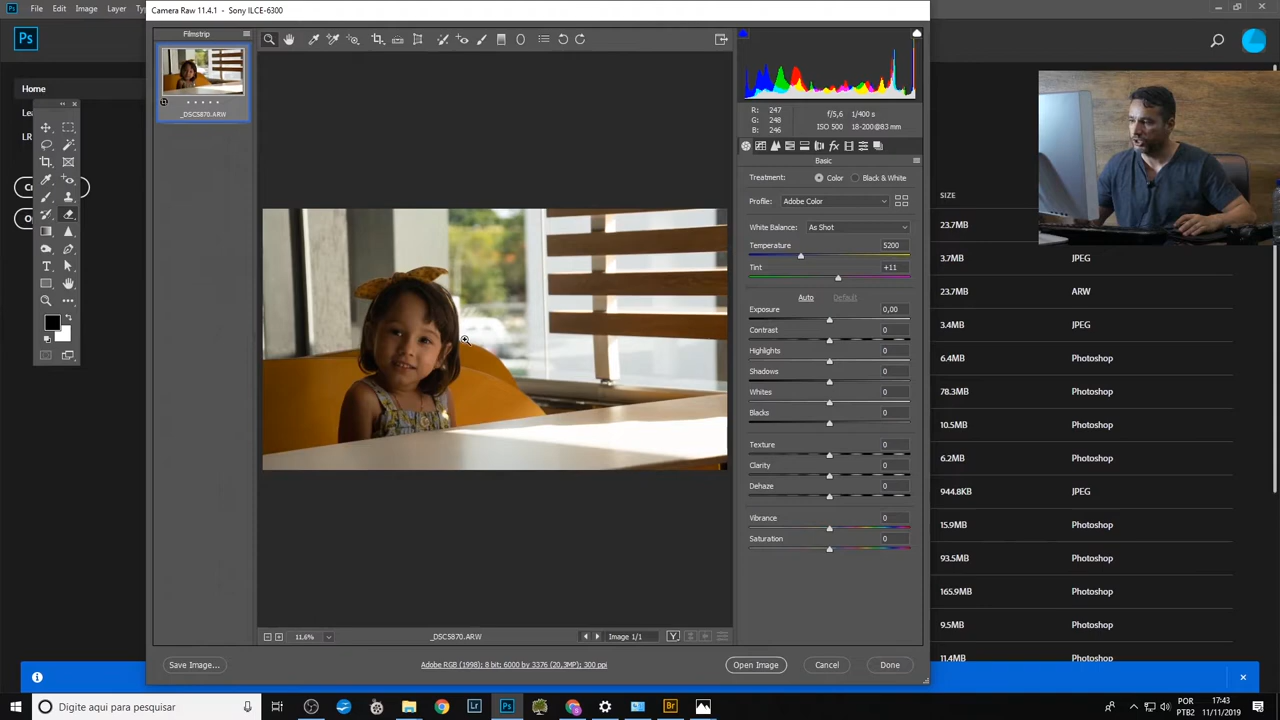 Camera Raw 11.4.1 - Sony ILCE-6300
Ps File Edit Image Layer
Ps
Home
Filmstrip
_DSC5870.ARW
R: 247
G: 248
B: 246
f/5,6 1/400 s
ISO 500 18-200@83 mm
Basic
Treatment: Color Black & White
Profile: Adobe Color
White Balance: As Shot
Temperature 5200
Tint +11
Auto Default
Exposure 0,00
Contrast 0
Highlights 0
Shadows 0
Whites 0
Blacks 0
Texture 0
Clarity 0
Dehaze 0
Vibrance 0
Saturation 0
SIZE
23.7MB
3.7MB JPEG
23.7MB ARW
3.4MB JPEG
6.4MB Photoshop
78.3MB Photoshop
10.5MB Photoshop
6.2MB Photoshop
944.8KB JPEG
15.9MB Photoshop
93.5MB Photoshop
165.9MB Photoshop
9.5MB Photoshop
11.4MB Photoshop
11,6% _DSC5870.ARW Image 1/1 Y
Save Image... Adobe RGB (1998); 8 bit; 6000 by 3376 (20,3MP); 300 ppi Open Image Cancel Done
Digite aqui para pesquisar
Lrt Ps Br
POR
PTB2
17:43
11/11/2019